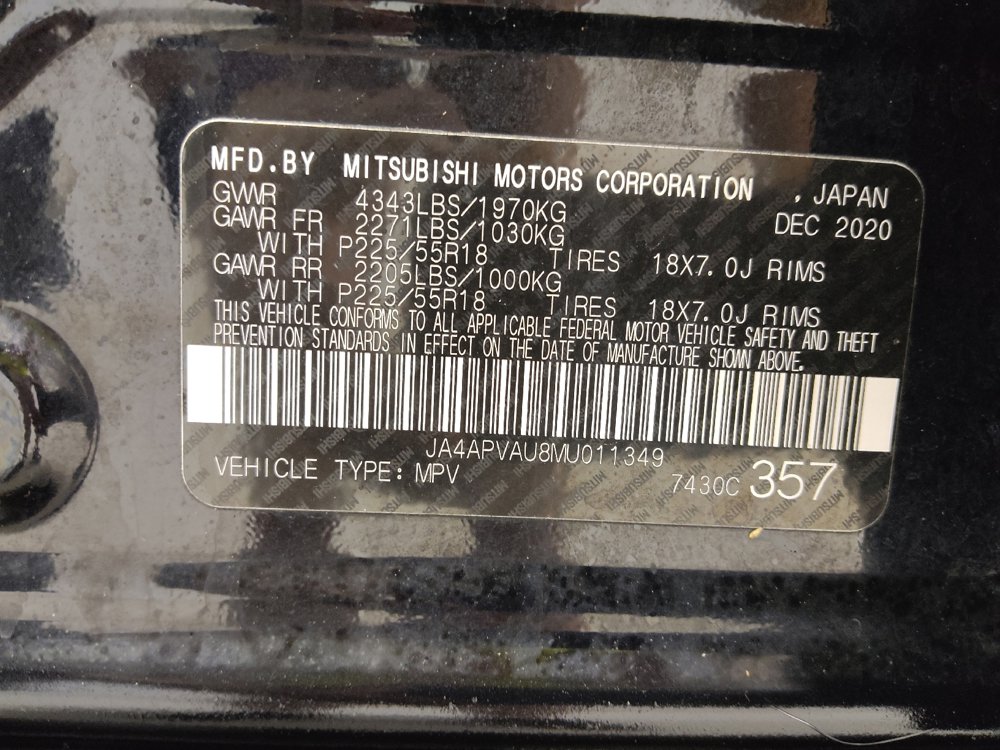 MFD.BY MITSUBISHI MOTORS CORPORATION , JAPAN
GVWR 4343LBS/1970KG DEC 2020
GAWR FR 2271LBS/1030KG
WITH P225/55R18 TIRES 18X7.0J RIMS
GAWR RR 2205LBS/1000KG
WITH P225/55R18 TIRES 18X7.0J RIMS
THIS VEHICLE CONFORMS TO ALL APPLICABLE FEDERAL MOTOR VEHICLE SAFETY AND THEFT
PREVENTION STANDARDS IN EFFECT ON THE DATE OF MANUFACTURE SHOWN ABOVE.
JA4APVAU8MU011349
VEHICLE TYPE: MPV 7430C 357